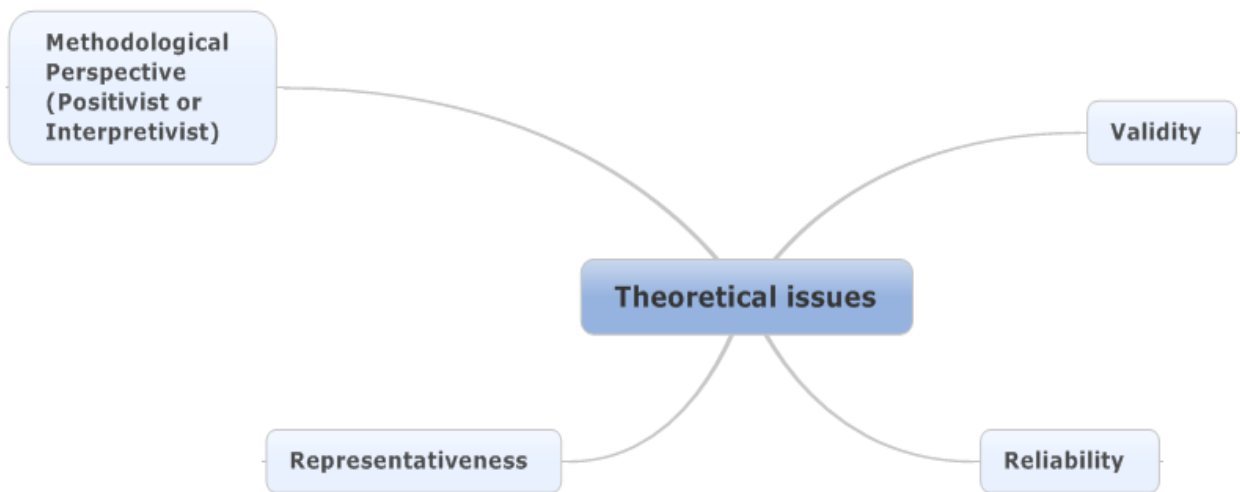 Methodological
Perspective
(Positivist or
Interpretivist)
Validity
Theoretical issues
Representativeness
Reliability